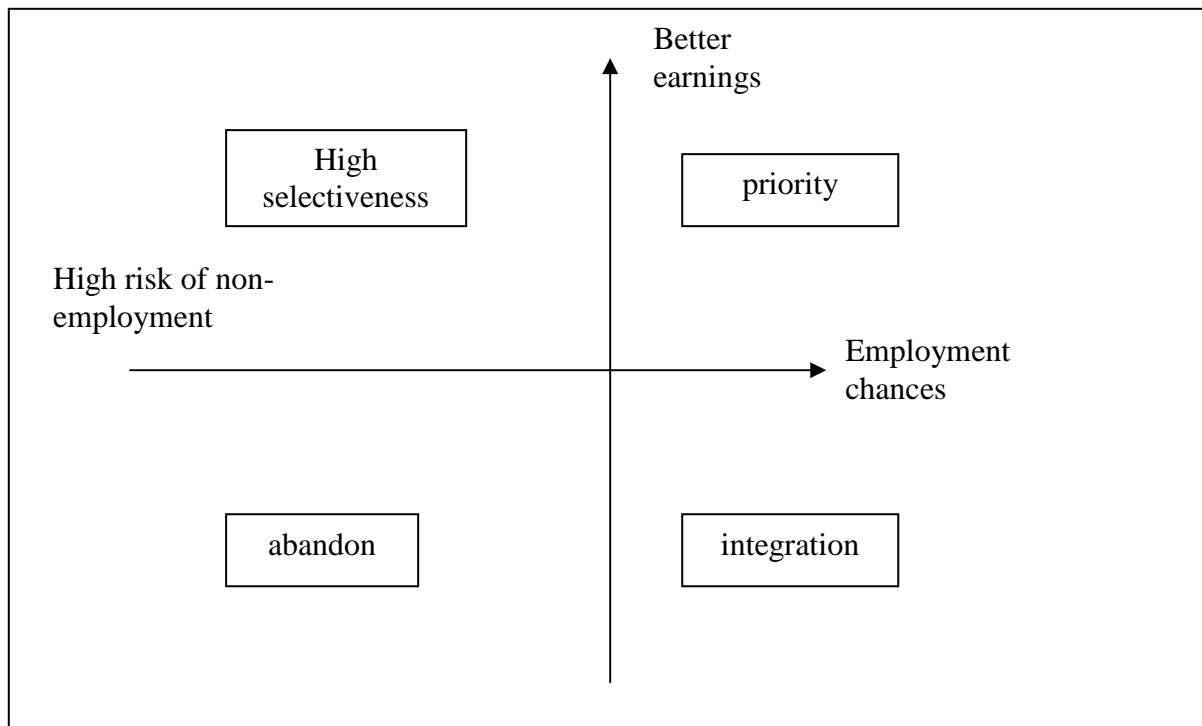 Better
earnings
High
selectiveness
priority
High risk of non-
employment
Employment
chances
abandon
integration